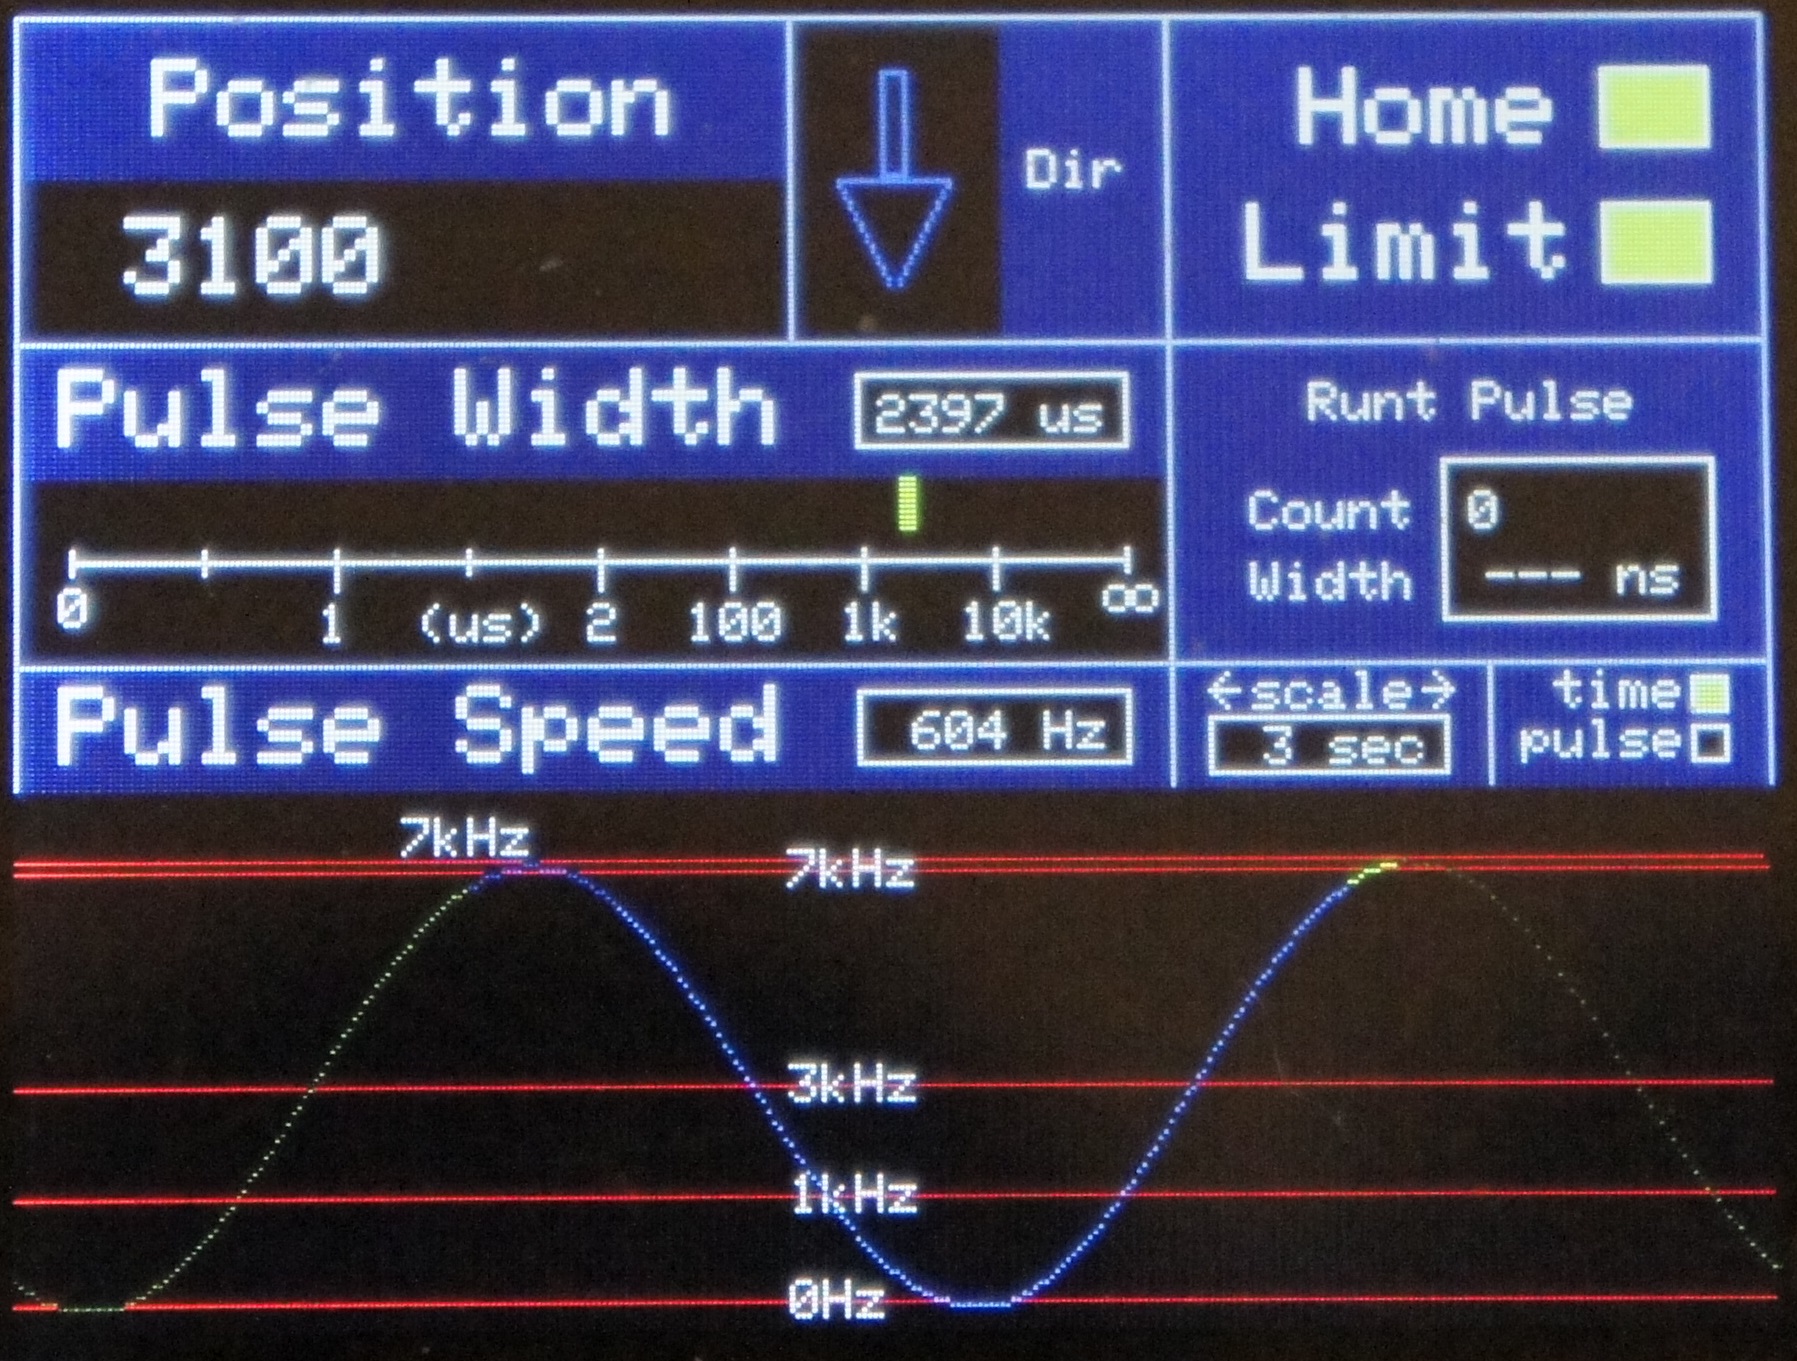 Position
3100
Dir
Home
Limit
Pulse Width
2397 us
0 1 (us) 2 100 1k 10k ∞
Runt Pulse
Count 0
Width --- ns
Pulse Speed
604 Hz
←scale→
3 sec
time
pulse
7kHz
7kHz
3kHz
1kHz
0Hz